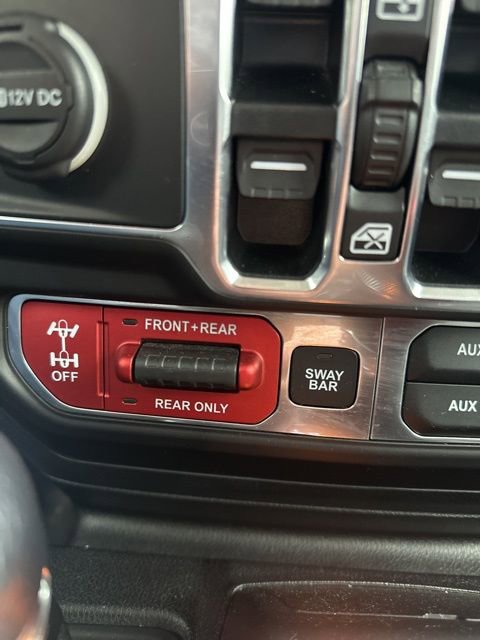 12V DC
FRONT+REAR
OFF
REAR ONLY
SWAY
BAR
AUX
AUX